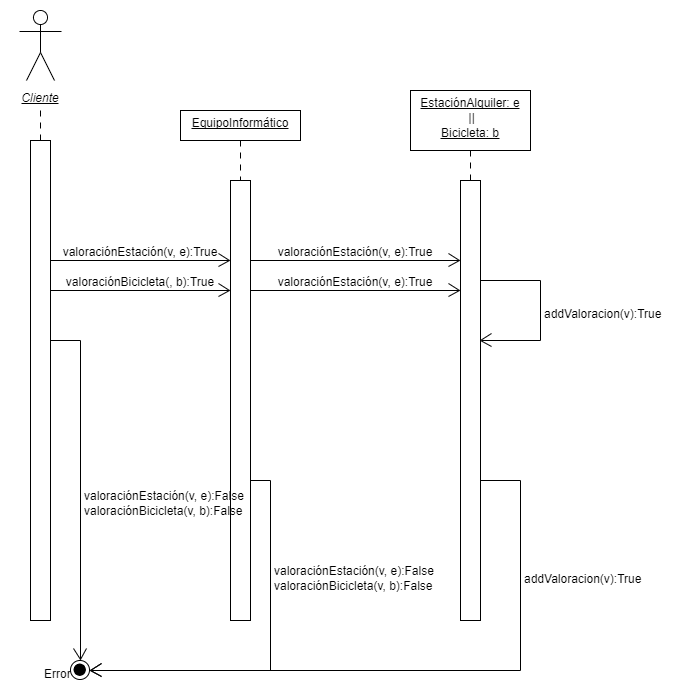 Cliente
EquipoInformático
EstaciónAlquiler: e
||
Bicicleta: b
valoraciónEstación(v, e):True
valoraciónEstación(v, e):True
valoraciónBicicleta(, b):True
valoraciónEstación(v, e):True
addValoracion(v):True
valoraciónEstación(v, e):False
valoraciónBicicleta(v, b):False
valoraciónEstación(v, e):False
valoraciónBicicleta(v, b):False
addValoracion(v):True
Error